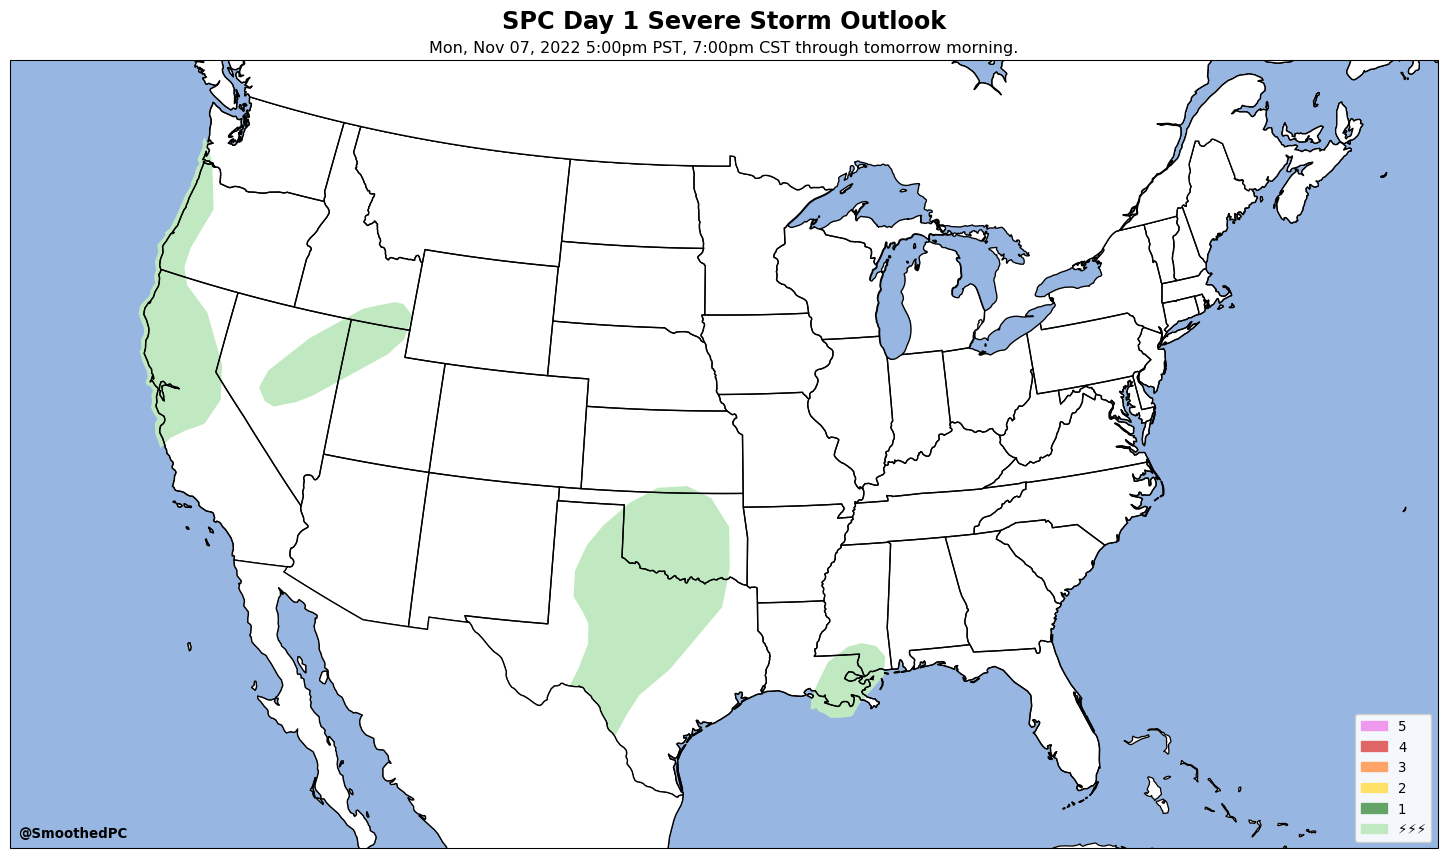 SPC Day 1 Severe Storm Outlook
Mon, Nov 07, 2022 5:00pm PST, 7:00pm CST through tomorrow morning.
5
4
3
2
1
⚡⚡⚡
@SmoothedPC